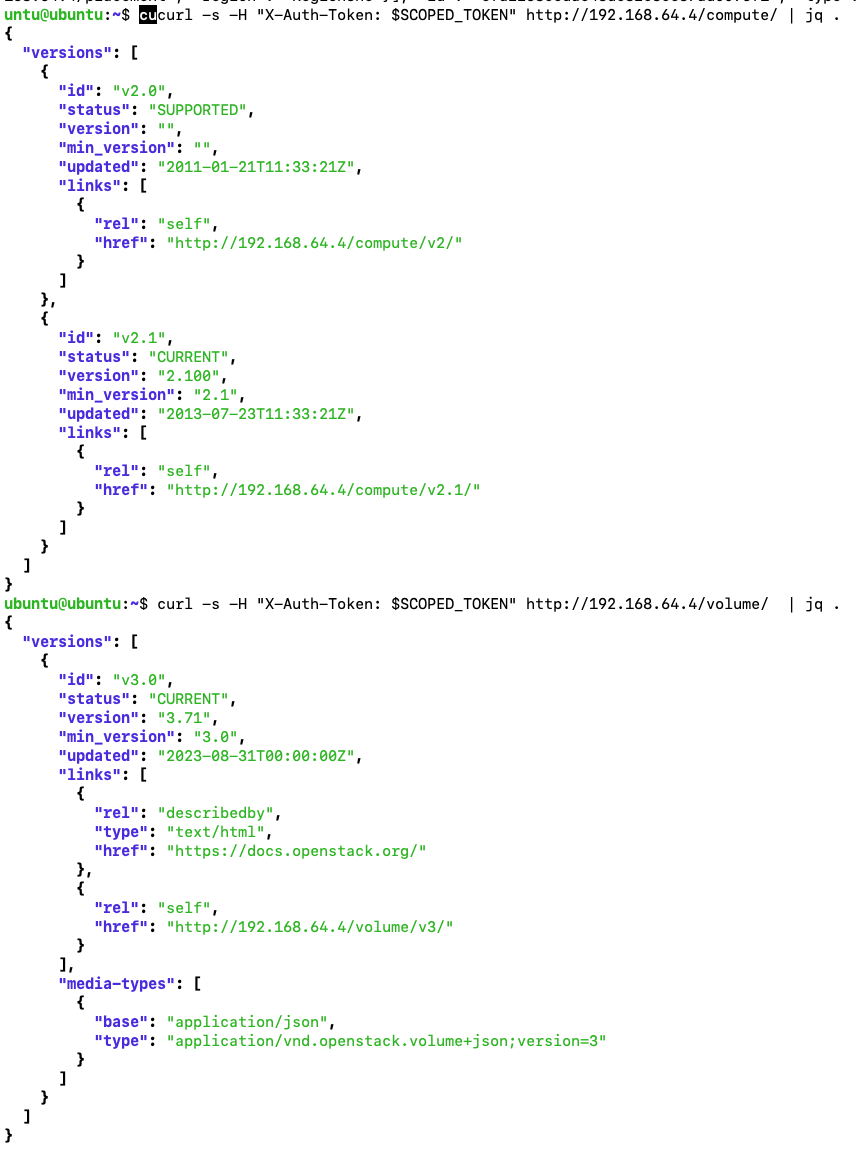 untu@ubuntu:~$ cucurl -s -H "X-Auth-Token: $SCOPED_TOKEN" http://192.168.64.4/compute/ | jq .
{
  "versions": [
    {
      "id": "v2.0",
      "status": "SUPPORTED",
      "version": "",
      "min_version": "",
      "updated": "2011-01-21T11:33:21Z",
      "links": [
        {
          "rel": "self",
          "href": "http://192.168.64.4/compute/v2/"
        }
      ]
    },
    {
      "id": "v2.1",
      "status": "CURRENT",
      "version": "2.100",
      "min_version": "2.1",
      "updated": "2013-07-23T11:33:21Z",
      "links": [
        {
          "rel": "self",
          "href": "http://192.168.64.4/compute/v2.1/"
        }
      ]
    }
  ]
}
ubuntu@ubuntu:~$ curl -s -H "X-Auth-Token: $SCOPED_TOKEN" http://192.168.64.4/volume/  | jq .
{
  "versions": [
    {
      "id": "v3.0",
      "status": "CURRENT",
      "version": "3.71",
      "min_version": "3.0",
      "updated": "2023-08-31T00:00:00Z",
      "links": [
        {
          "rel": "describedby",
          "type": "text/html",
          "href": "https://docs.openstack.org/"
        },
        {
          "rel": "self",
          "href": "http://192.168.64.4/volume/v3/"
        }
      ],
      "media-types": [
        {
          "base": "application/json",
          "type": "application/vnd.openstack.volume+json;version=3"
        }
      ]
    }
  ]
}